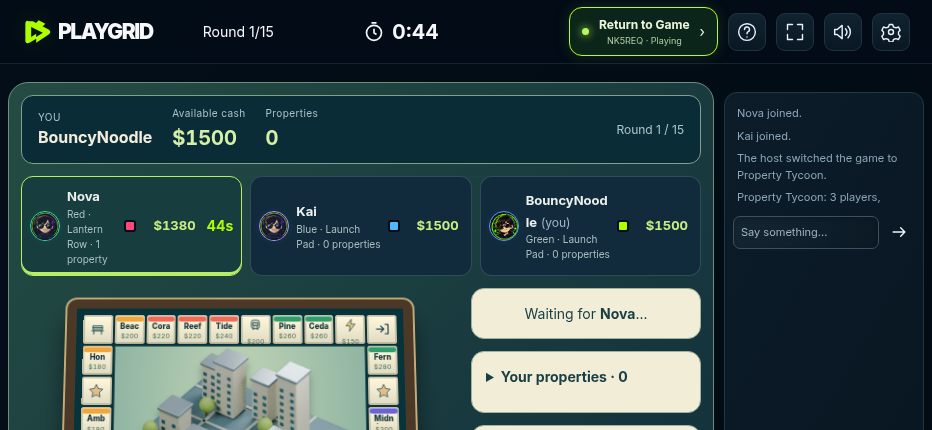 PLAYGRID
Round 1/15
0:44
Return to Game
NK5REQ · Playing
›
YOU
BouncyNoodle
Available cash
$1500
Properties
0
Round 1 / 15
Nova
Red ·
Lantern
Row · 1
property
$1380
44s
Kai
Blue · Launch
Pad · 0 properties
$1500
BouncyNood
le (you)
Green · Launch
Pad · 0 properties
$1500
Beac
$200
Cora
$220
Reef
$220
Tide
$240
$200
Pine
$260
Ceda
$260
$150
Hon
$180
Fern
$280
Amb
$180
Midn
$300
Waiting for Nova...
Your properties · 0
Nova joined.
Kai joined.
The host switched the game to
Property Tycoon.
Property Tycoon: 3 players,
Say something...